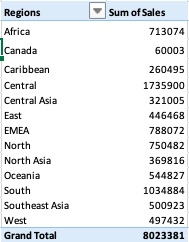 Regions Sum of Sales
Africa 713074
Canada 60003
Caribbean 260495
Central 1735900
Central Asia 321005
East 446468
EMEA 788072
North 750482
North Asia 369816
Oceania 544827
South 1034884
Southeast Asia 500923
West 497432
Grand Total 8023381